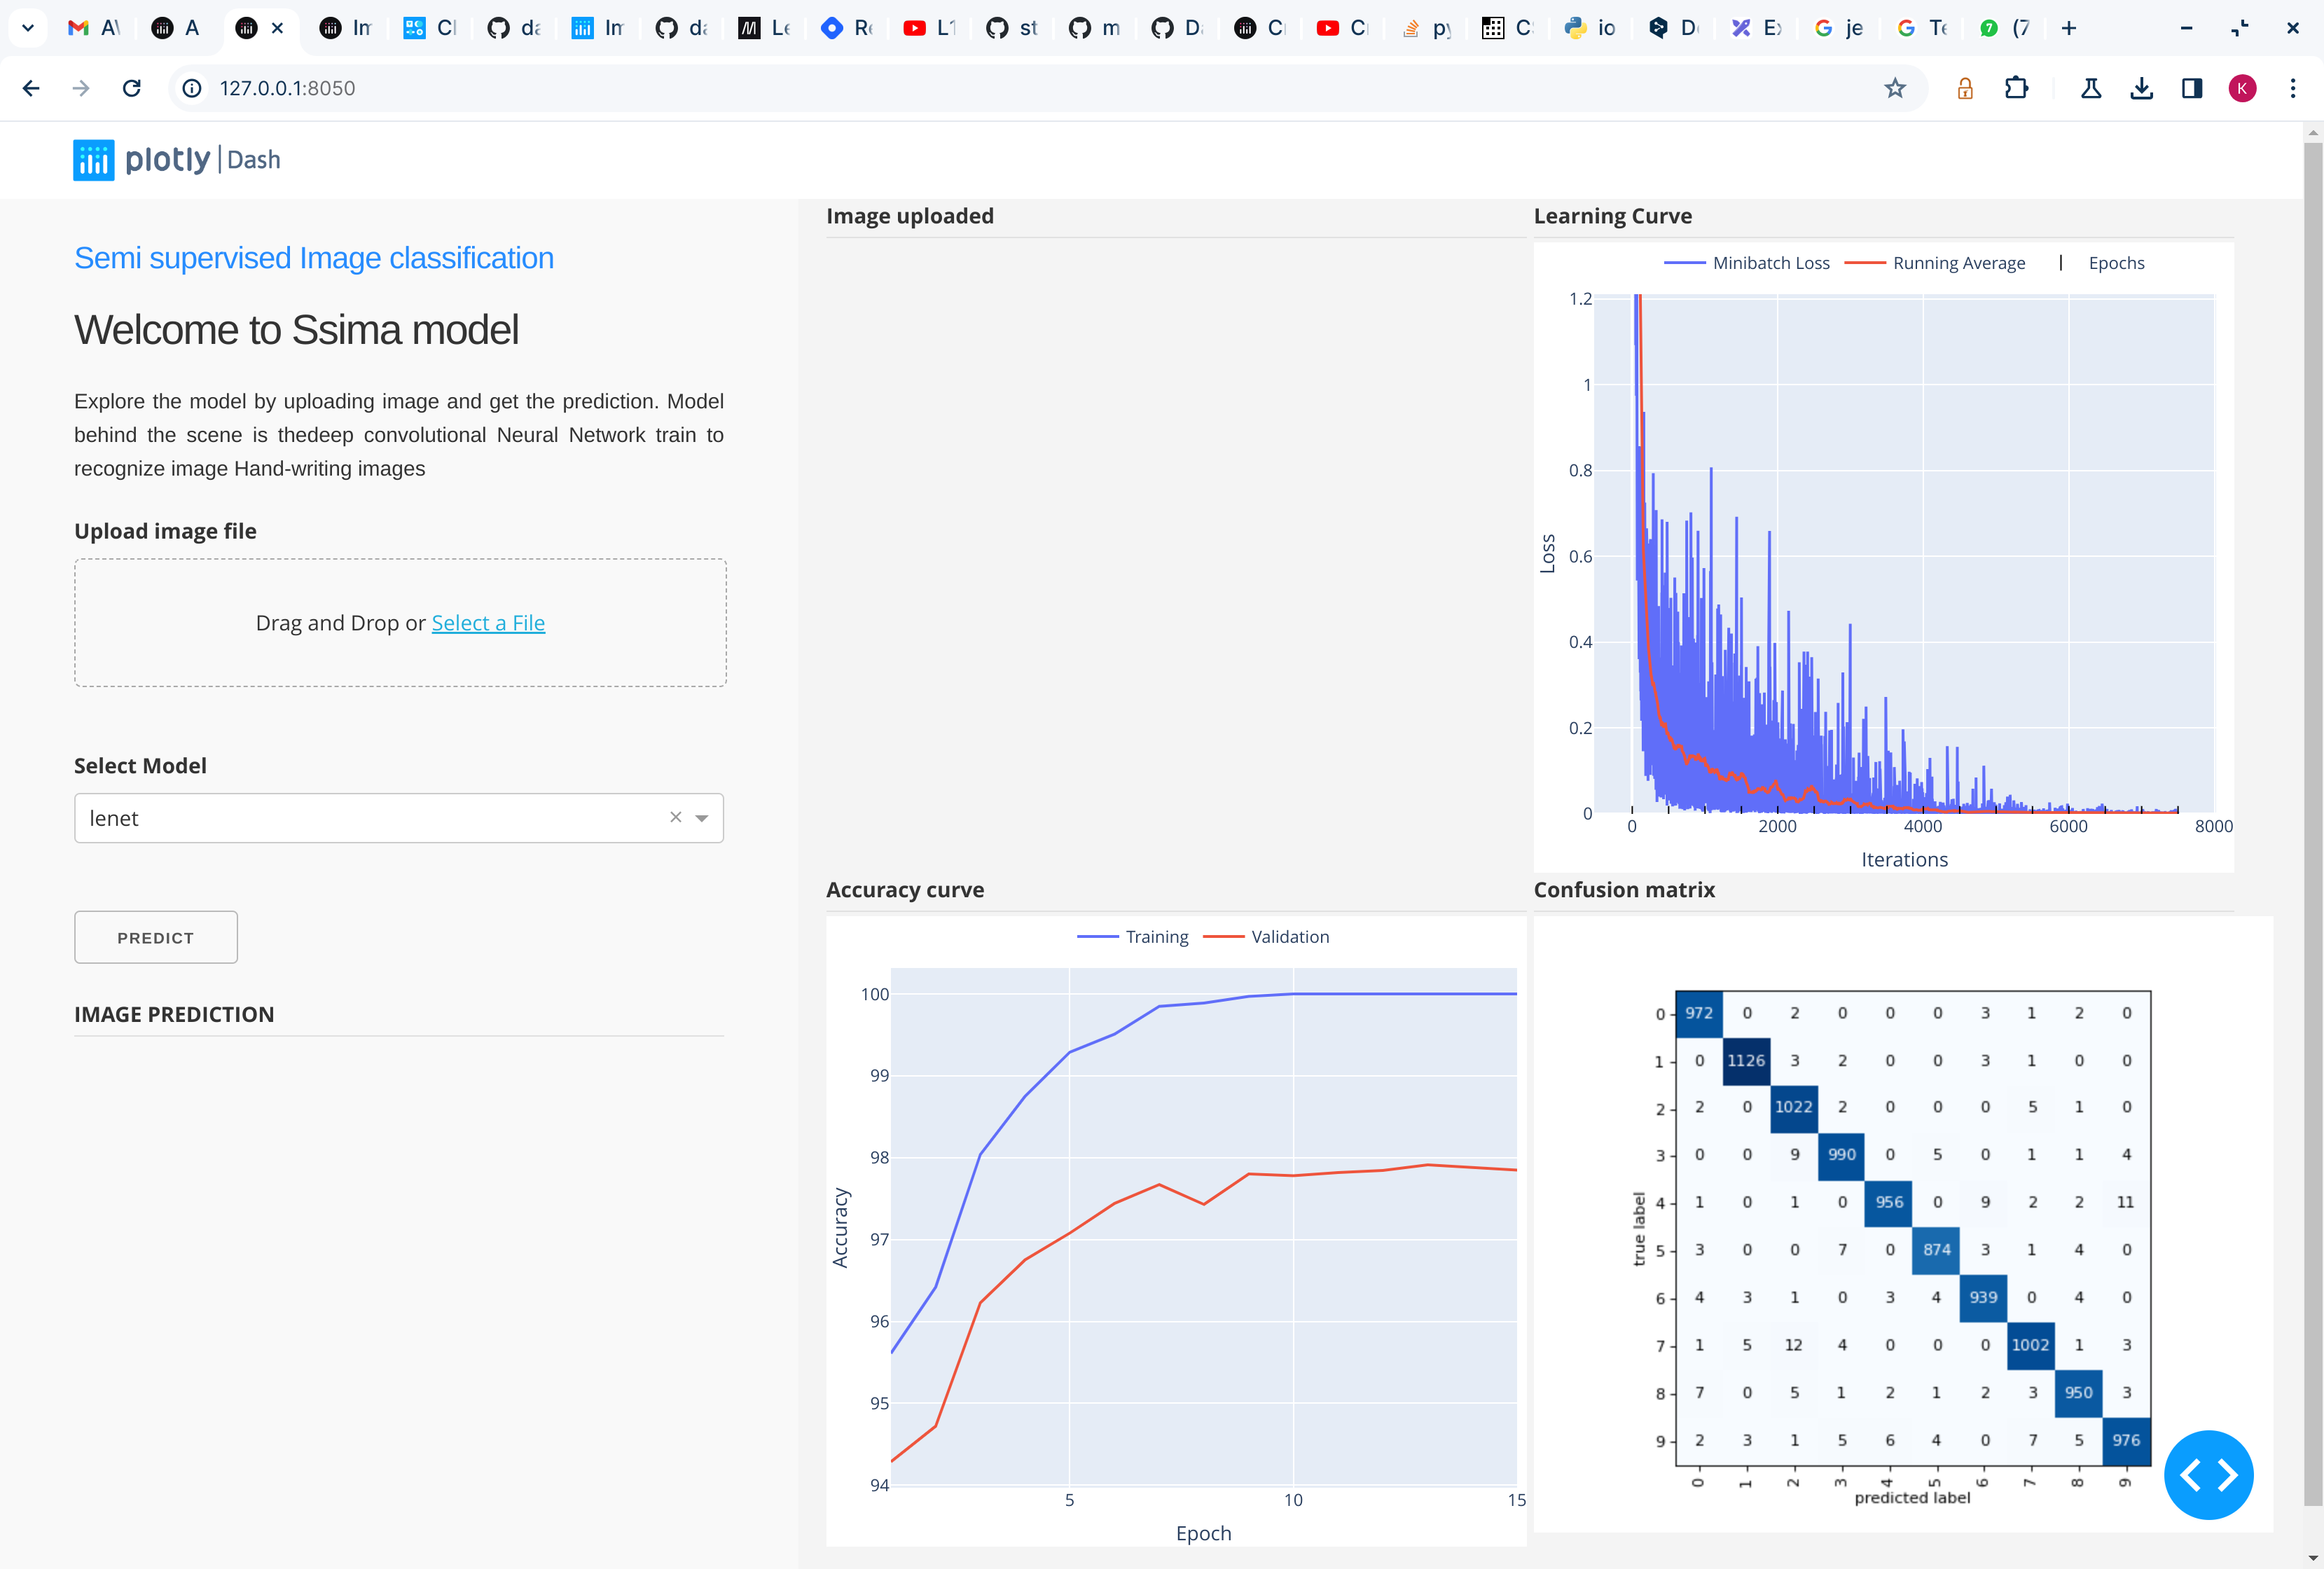 A
A
Im
Cl
da
Im
da
Le
Re
L1
st
m
D
C
C
py
C
io
D
Ex
je
Te
7 (7
127.0.0.1:8050
K
plotly | Dash
Semi supervised Image classification
Welcome to Ssima model
Explore the model by uploading image and get the prediction. Model
behind the scene is thedeep convolutional Neural Network train to
recognize image Hand-writing images
Upload image file
Drag and Drop or Select a File
Select Model
lenet
PREDICT
IMAGE PREDICTION
Image uploaded
Learning Curve
Minibatch Loss Running Average Epochs
1.2
1
0.8
0.6
0.4
0.2
0
Loss
0 2000 4000 6000 8000
Iterations
Accuracy curve
Training Validation
100
99
98
97
96
95
94
Accuracy
5 10 15
Epoch
Confusion matrix
true label
0 972 0 2 0 0 0 3 1 2 0
1 0 1126 3 2 0 0 3 1 0 0
2 2 0 1022 2 0 0 0 5 1 0
3 0 0 9 990 0 5 0 1 1 4
4 1 0 1 0 956 0 9 2 2 11
5 3 0 0 7 0 874 3 1 4 0
6 4 3 1 0 3 4 939 0 4 0
7 1 5 12 4 0 0 0 1002 1 3
8 7 0 5 1 2 1 2 3 950 3
9 2 3 1 5 6 4 0 7 5 976
0 1 2 3 4 5 6 7 8 9
predicted label